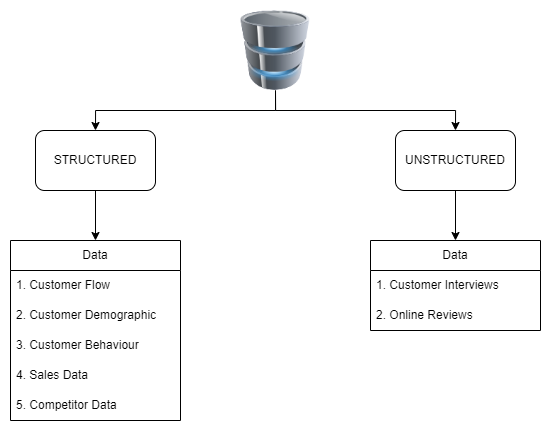 STRUCTURED
UNSTRUCTURED
Data
1. Customer Flow
2. Customer Demographic
3. Customer Behaviour
4. Sales Data
5. Competitor Data
Data
1. Customer Interviews
2. Online Reviews